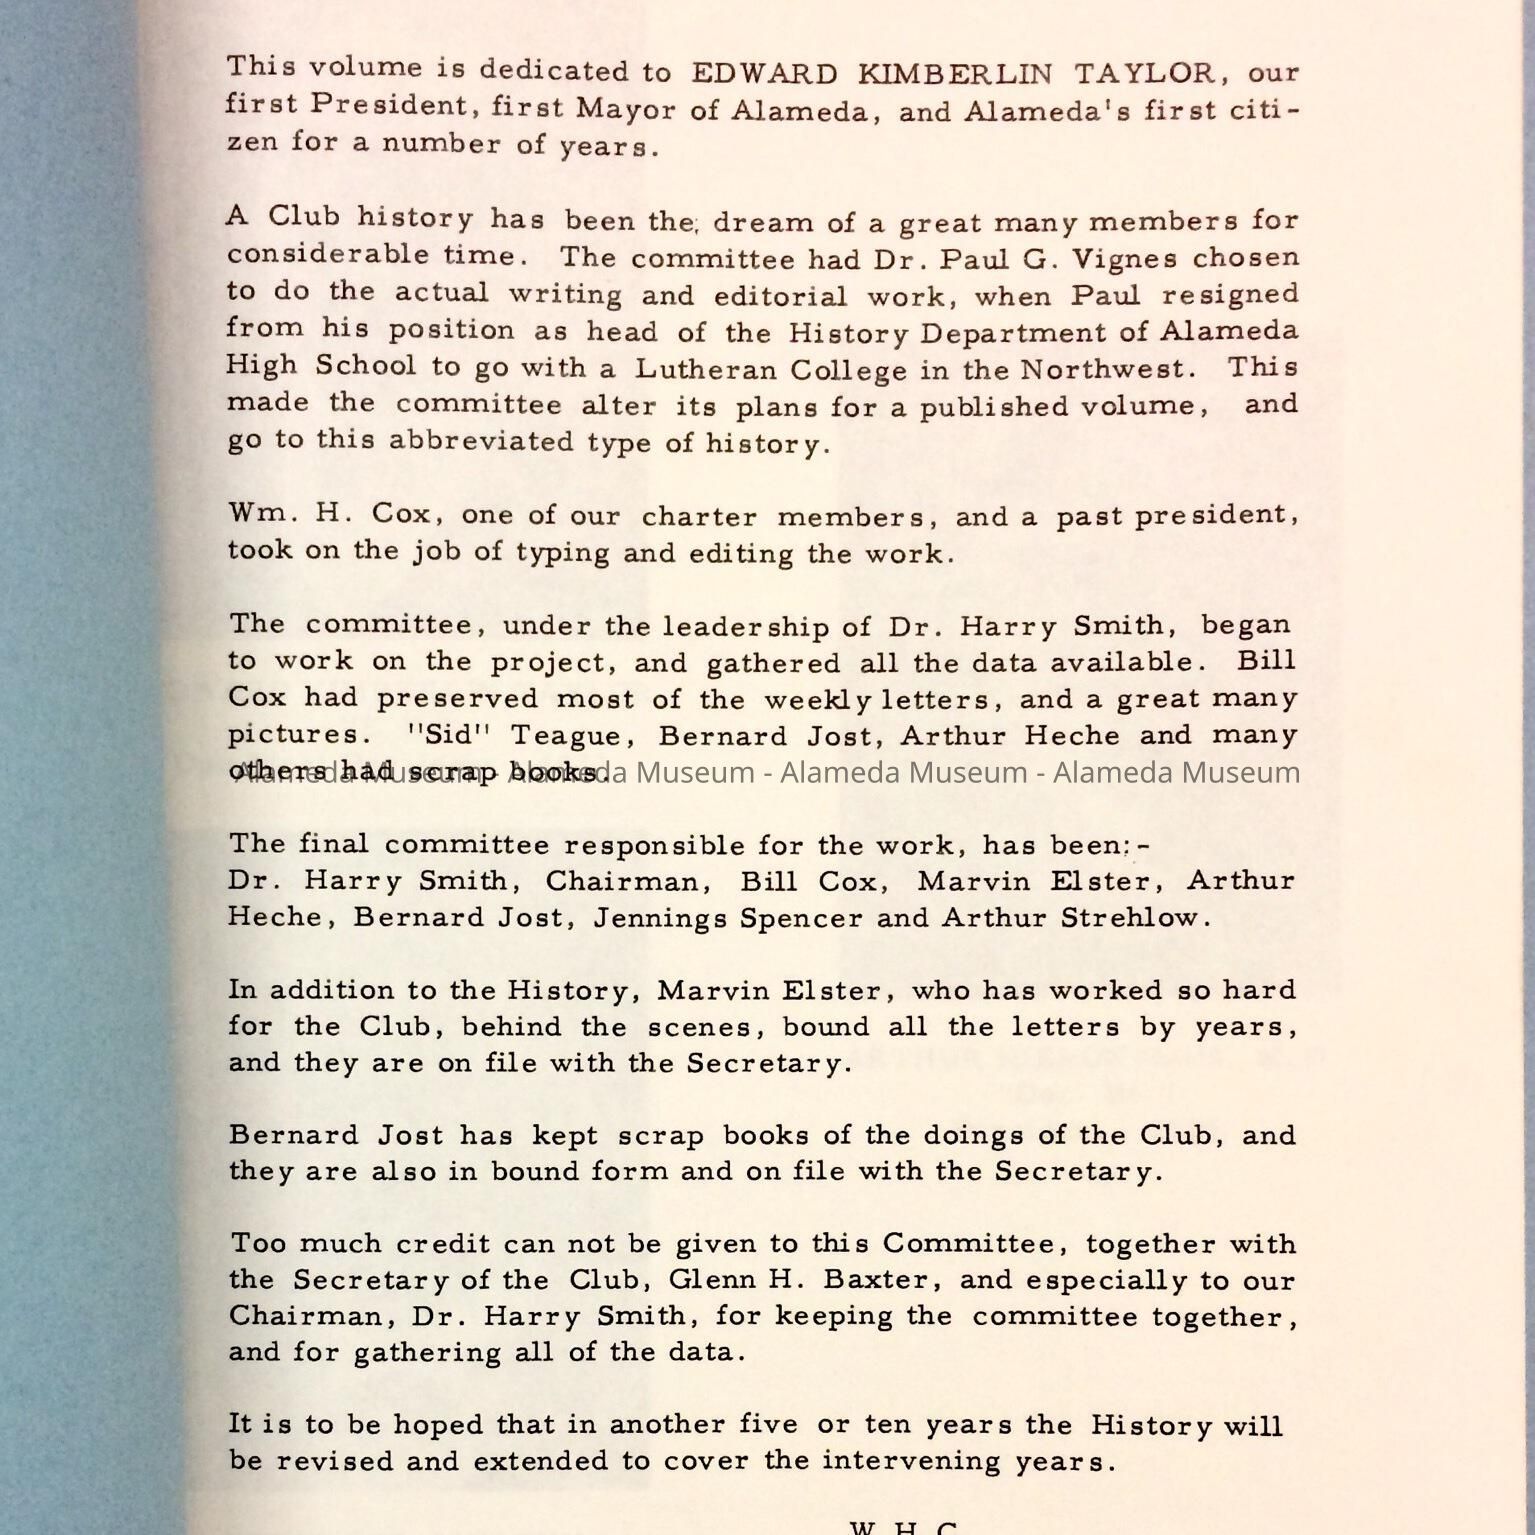 This volume is dedicated to EDWARD KIMBERLIN TAYLOR, our
first President, first Mayor of Alameda, and Alameda's first citi-
zen for a number of years.
A Club history has been the; dream of a great many members for
considerable time. The committee had Dr. Paul G. Vignes chosen
to do the actual writing and editorial work, when Paul resigned
from his position as head of the History Department of Alameda
High School to go with a Lutheran College in the Northwest. This
made the committee alter its plans for a published volume, and
go to this abbreviated type of history.
Wm. H. Cox, one of our charter members, and a past president,
took on the job of typing and editing the work.
The committee, under the leadership of Dr. Harry Smith, began
to work on the project, and gathered all the data available. Bill
Cox had preserved most of the weekly letters, and a great many
pictures. "Sid" Teague, Bernard Jost, Arthur Heche and many
others had scrap books.
Alameda Museum - Alameda Museum - Alameda Museum - Alameda Museum
The final committee responsible for the work, has been:-
Dr. Harry Smith, Chairman, Bill Cox, Marvin Elster, Arthur
Heche, Bernard Jost, Jennings Spencer and Arthur Strehlow.
In addition to the History, Marvin Elster, who has worked so hard
for the Club, behind the scenes, bound all the letters by years,
and they are on file with the Secretary.
Bernard Jost has kept scrap books of the doings of the Club, and
they are also in bound form and on file with the Secretary.
Too much credit can not be given to this Committee, together with
the Secretary of the Club, Glenn H. Baxter, and especially to our
Chairman, Dr. Harry Smith, for keeping the committee together,
and for gathering all of the data.
It is to be hoped that in another five or ten years the History will
be revised and extended to cover the intervening years.
W. H. C.